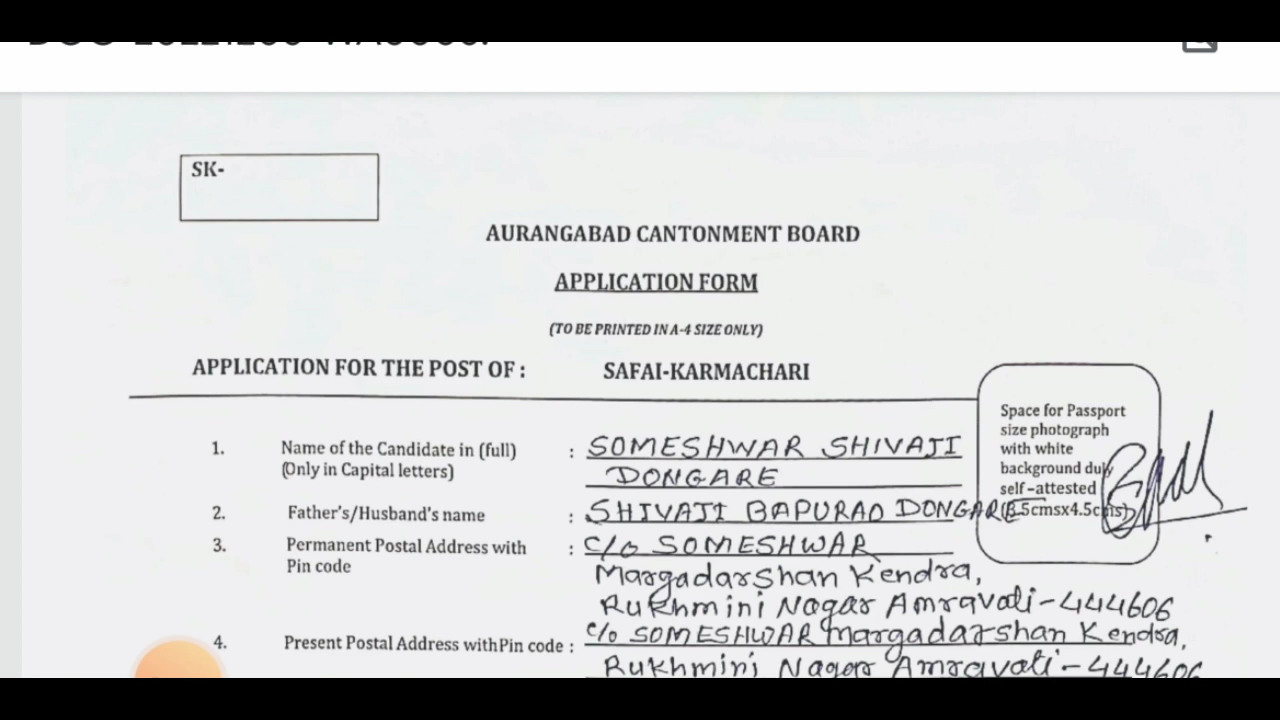 SK-
AURANGABAD CANTONMENT BOARD
APPLICATION FORM
(TO BE PRINTED IN A-4 SIZE ONLY)
APPLICATION FOR THE POST OF : SAFAI-KARMACHARI
Space for Passport
size photograph
with white
background duly
self-attested
(3.5cmsx4.5cms)
1. Name of the Candidate in (full) : SOMESHWAR SHIVAJI
(Only in Capital letters) DONGARE
2. Father's/Husband's name : SHIVAJI BAPURAO DONGARE
3. Permanent Postal Address with : C/O SOMESHWAR
Pin code Margadarshan Kendra,
Rukhmini Nagar Amravati-444606
4. Present Postal Address with Pin code : C/O SOMESHWAR Margadarshan Kendra,
Rukhmini Nagar Amravati-444606